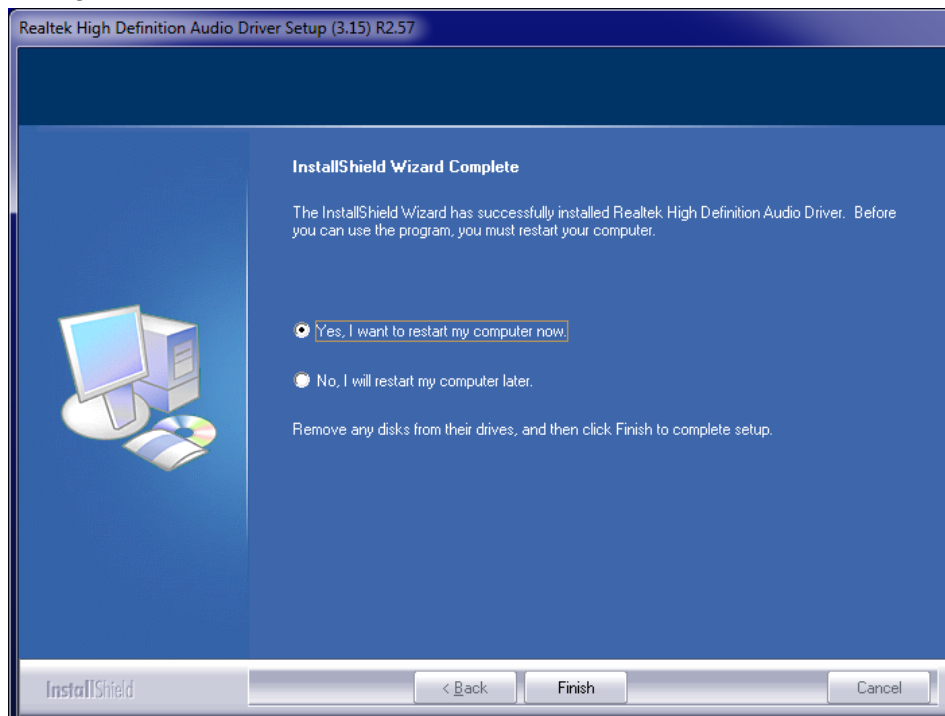 Realtek High Definition Audio Driver Setup (3.15) R2.57
InstallShield Wizard Complete
The InstallShield Wizard has successfully installed Realtek High Definition Audio Driver. Before
you can use the program, you must restart your computer.
Yes, I want to restart my computer now.
No, I will restart my computer later.
Remove any disks from their drives, and then click Finish to complete setup.
InstallShield
< Back
Finish
Cancel